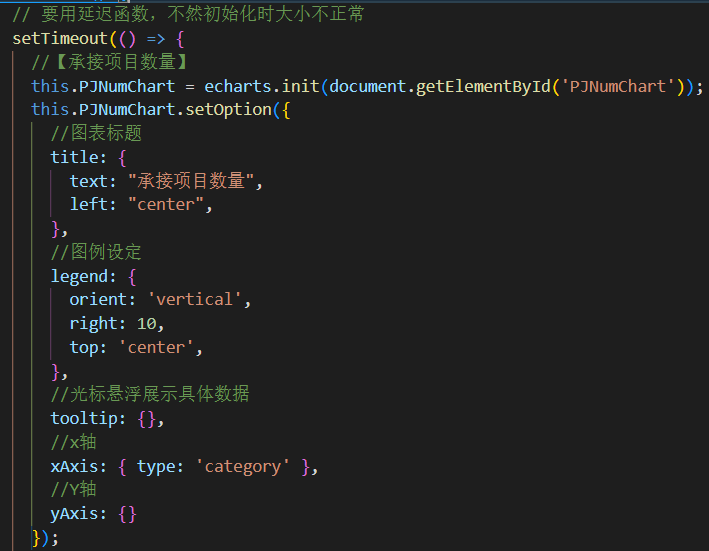 // 要用延迟函数，不然初始化时大小不正常
setTimeout(() => {
//【承接项目数量】
this.PJNumChart = echarts.init(document.getElementById('PJNumChart'));
this.PJNumChart.setOption({
//图表标题
title: {
text: "承接项目数量",
left: "center",
},
//图例设定
legend: {
orient: 'vertical',
right: 10,
top: 'center',
},
//光标悬浮展示具体数据
tooltip: {},
//x轴
xAxis: { type: 'category' },
//Y轴
yAxis: {}
});